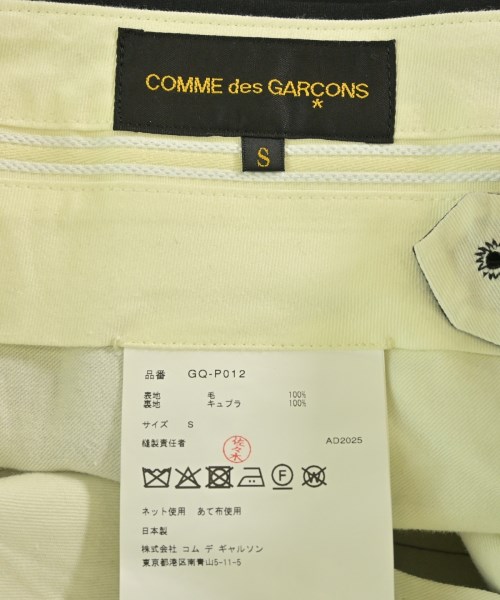 COMME des GARCONS
*
S
品番 GQ-P012
表地 毛 100%
裏地 キュプラ 100%
サイズ S
縫製責任者 佐々木 AD2025
ネット使用 あて布使用
日本製
株式会社 コム デ ギャルソン
東京都港区南青山5-11-5